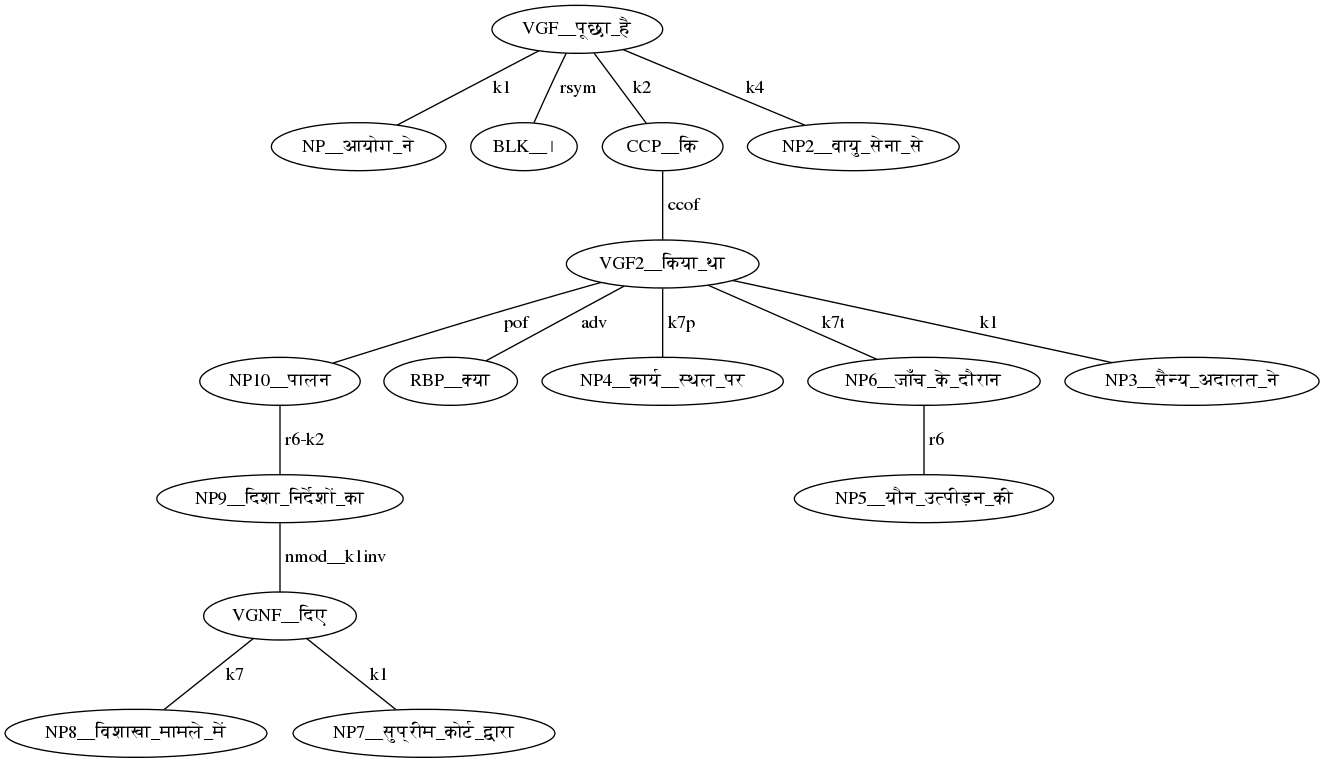 VGF__पूछा_है
k1 rsym k2 k4
NP__आयोग_ने BLK__। CCP__कि NP2__वायु_सेना_से
ccof
VGF2__किया_था
pof adv k7p k7t k1
NP10__पालन RBP__क्या NP4__कार्य__स्थल_पर NP6__जाँच_के_दौरान NP3__सैन्य_अदालत_ने
r6-k2 r6
NP9__दिशा_निर्देशों_का NP5__यौन_उत्पीड़न_की
nmod__k1inv
VGNF__दिए
k7 k1
NP8__विशाखा_मामले_में NP7__सुप्रीम_कोर्ट_द्वारा